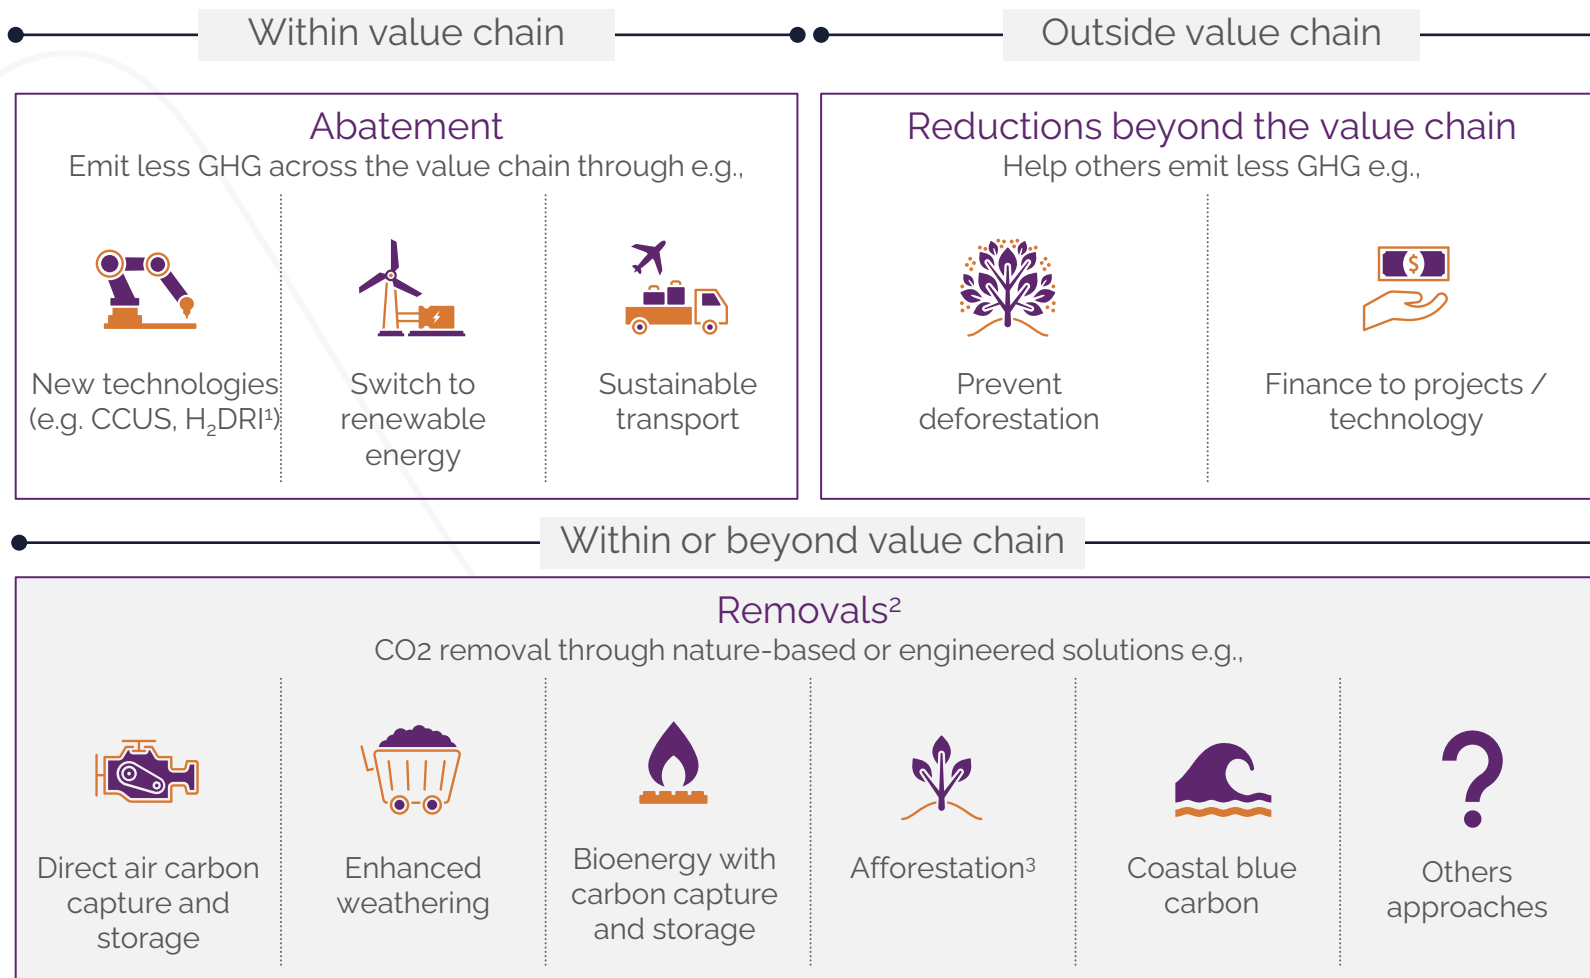 Within value chain
Outside value chain
Abatement
Emit less GHG across the value chain through e.g.,
New technologies
(e.g. CCUS, H₂DRI¹)
Switch to
renewable
energy
Sustainable
transport
Reductions beyond the value chain
Help others emit less GHG e.g.,
Prevent
deforestation
$
Finance to projects /
technology
Within or beyond value chain
Removals²
CO2 removal through nature-based or engineered solutions e.g.,
Direct air carbon
capture and
storage
Enhanced
weathering
Bioenergy with
carbon capture
and storage
Afforestation³
Coastal blue
carbon
?
Others
approaches